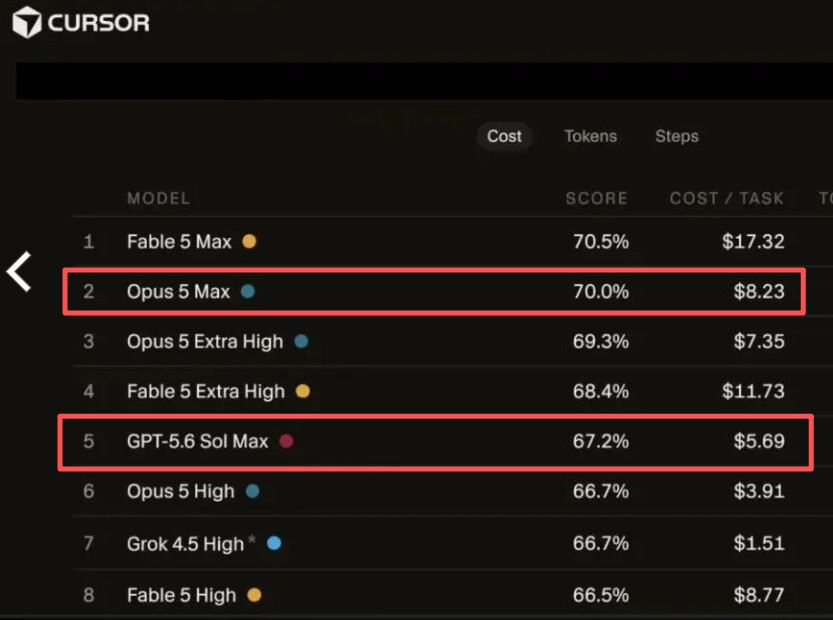 CURSOR
Cost Tokens Steps
MODEL SCORE COST / TASK TO
1 Fable 5 Max 70.5% $17.32
2 Opus 5 Max 70.0% $8.23
3 Opus 5 Extra High 69.3% $7.35
4 Fable 5 Extra High 68.4% $11.73
5 GPT-5.6 Sol Max 67.2% $5.69
6 Opus 5 High 66.7% $3.91
7 Grok 4.5 High* 66.7% $1.51
8 Fable 5 High 66.5% $8.77